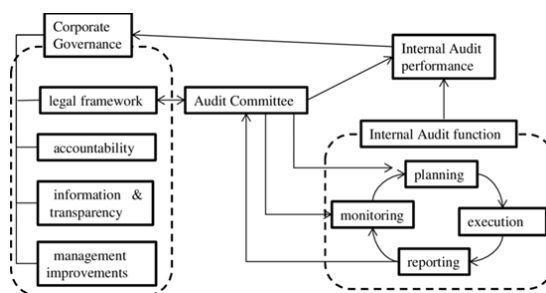 Corporate
Governance
Internal Audit
performance
legal framework
Audit Committee
Internal Audit function
accountability
planning
information &
transparency
monitoring
execution
management
improvements
reporting